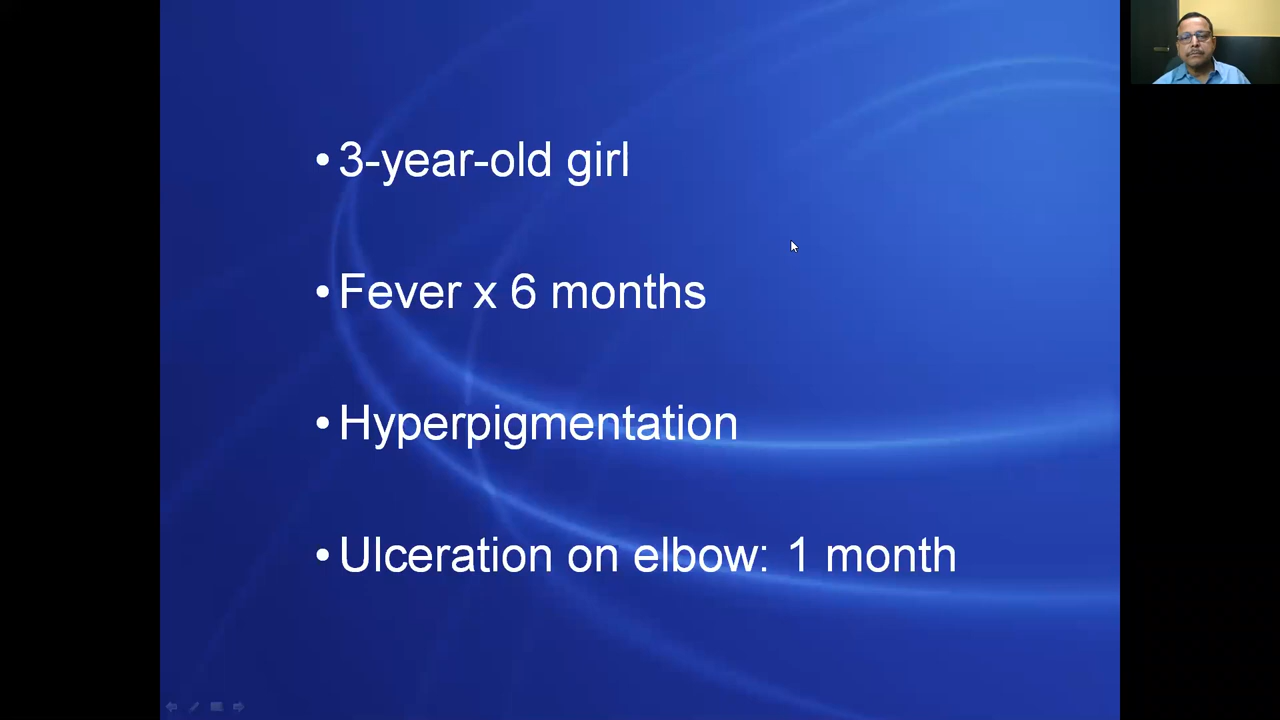 •3-year-old girl
•Fever x 6 months
•Hyperpigmentation
•Ulceration on elbow: 1 month